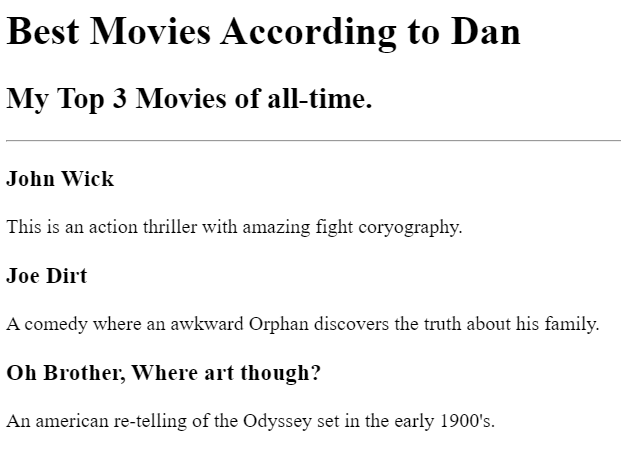 Best Movies According to Dan
My Top 3 Movies of all-time.
John Wick
This is an action thriller with amazing fight coryography.
Joe Dirt
A comedy where an awkward Orphan discovers the truth about his family.
Oh Brother, Where art though?
An american re-telling of the Odyssey set in the early 1900's.